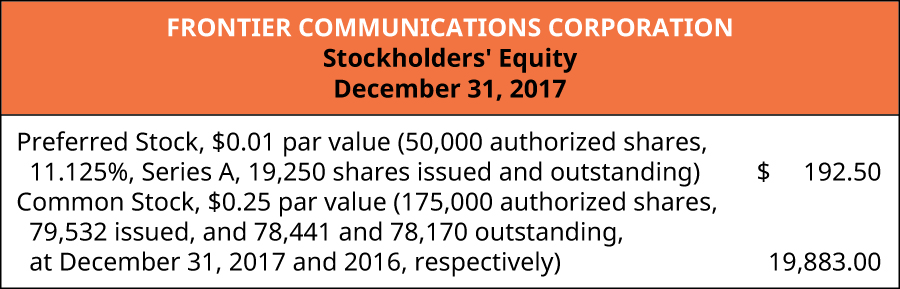 FRONTIER COMMUNICATIONS CORPORATION
Stockholders' Equity
December 31, 2017
Preferred Stock, $0.01 par value (50,000 authorized shares,
11.125%, Series A, 19,250 shares issued and outstanding) $ 192.50
Common Stock, $0.25 par value (175,000 authorized shares,
79,532 issued, and 78,441 and 78,170 outstanding,
at December 31, 2017 and 2016, respectively) 19,883.00